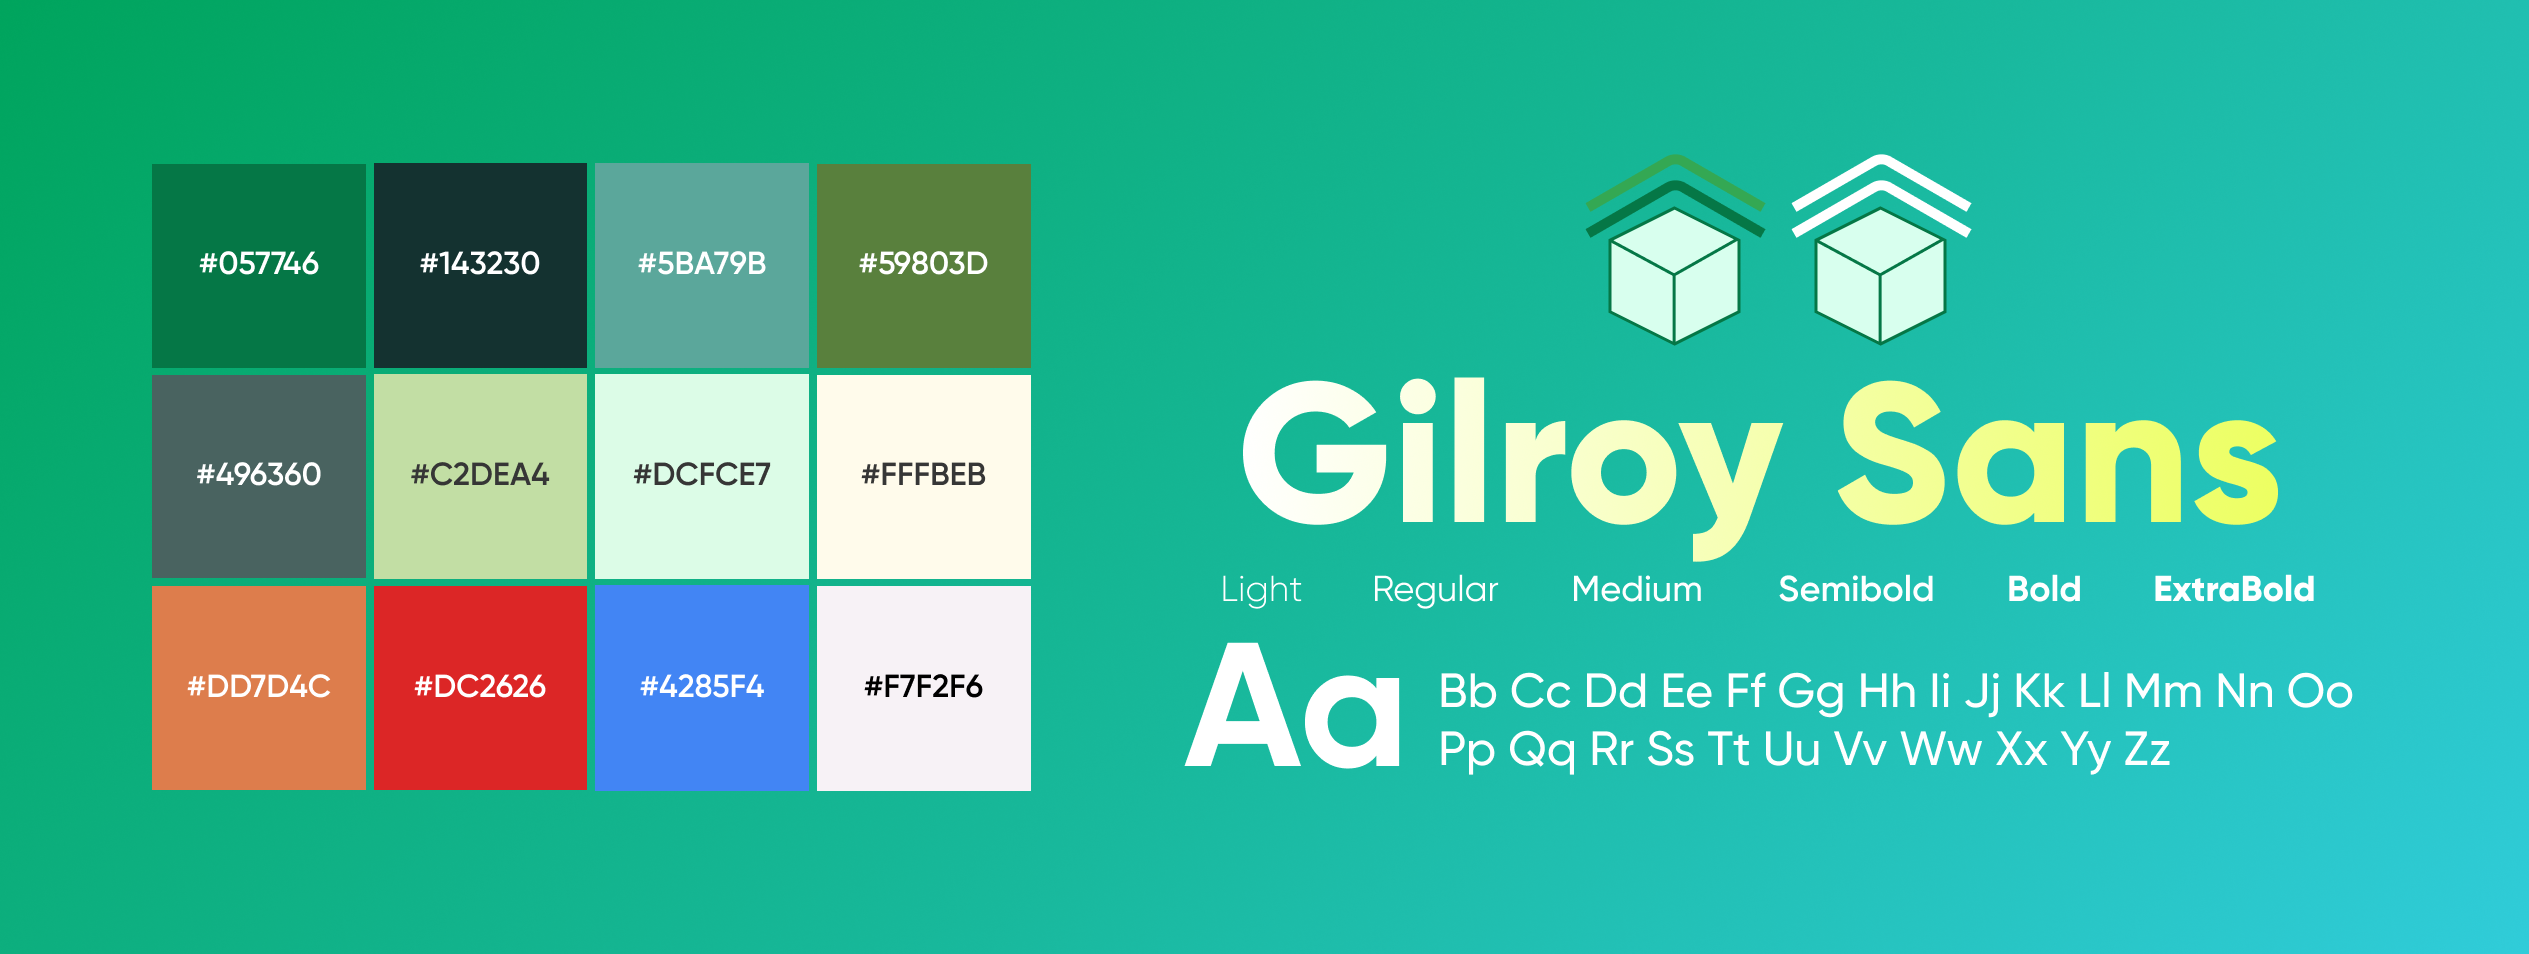 #057746 #143230 #5BA79B #59803D
#496360 #C2DEA4 #DCFCE7 #FFFBEB
#DD7D4C #DC2626 #4285F4 #F7F2F6
Gilroy Sans
Light Regular Medium Semibold Bold ExtraBold
Aa
Bb Cc Dd Ee Ff Gg Hh Ii Jj Kk Ll Mm Nn Oo
Pp Qq Rr Ss Tt Uu Vv Ww Xx Yy Zz